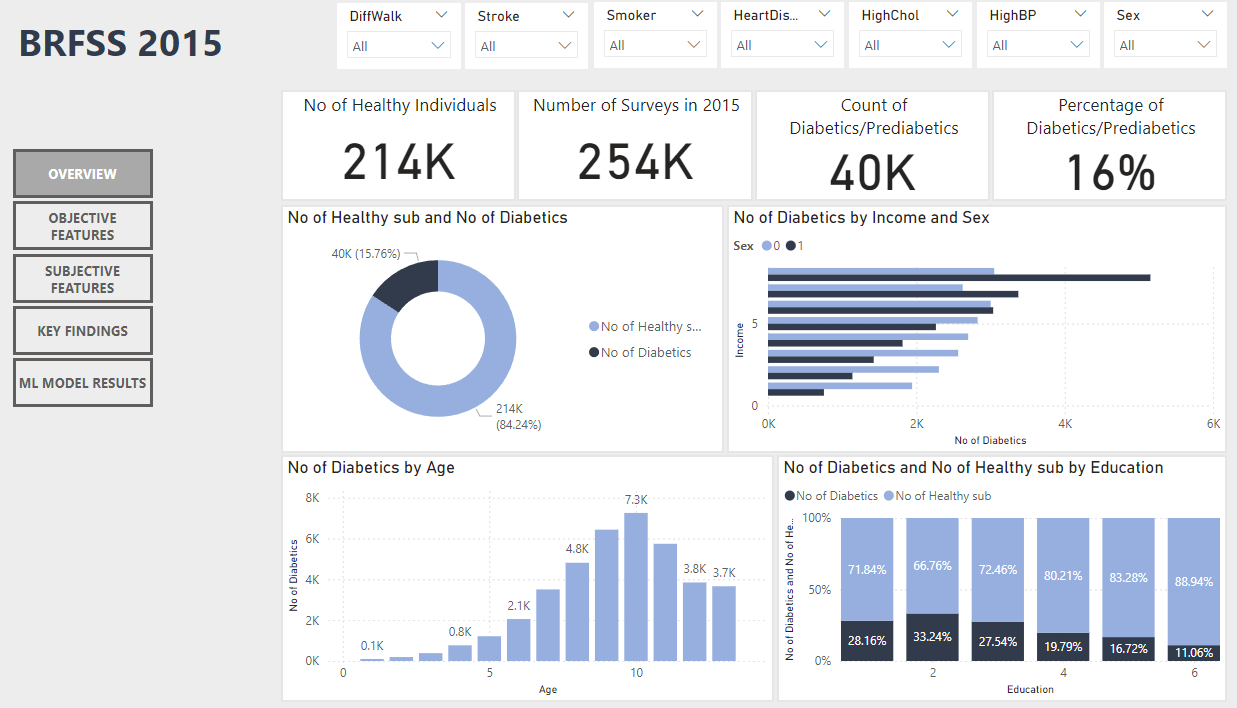 BRFSS 2015
DiffWalk
All
Stroke
All
Smoker
All
HeartDis...
All
HighChol
All
HighBP
All
Sex
All
OVERVIEW
OBJECTIVE
FEATURES
SUBJECTIVE
FEATURES
KEY FINDINGS
ML MODEL RESULTS
No of Healthy Individuals
214K
Number of Surveys in 2015
254K
Count of
Diabetics/Prediabetics
40K
Percentage of
Diabetics/Prediabetics
16%
No of Healthy sub and No of Diabetics
40K (15.76%)
214K
(84.24%)
No of Healthy s...
No of Diabetics
No of Diabetics by Income and Sex
Sex 0 1
Income
5
0
0K 2K 4K 6K
No of Diabetics
No of Diabetics by Age
No of Diabetics
8K
6K
4K
2K
0K
0.1K 0.8K 2.1K 4.8K 7.3K 3.8K 3.7K
0 5 10
Age
No of Diabetics and No of Healthy sub by Education
No of Diabetics No of Healthy sub
No of Diabetics and No of He...
100%
50%
0%
71.84% 66.76% 72.46% 80.21% 83.28% 88.94%
28.16% 33.24% 27.54% 19.79% 16.72% 11.06%
2 4 6
Education